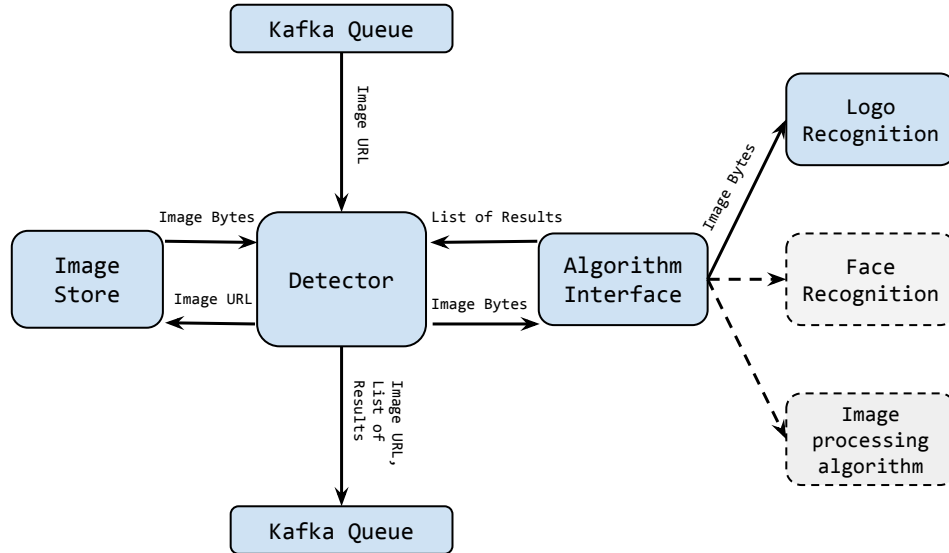 Kafka Queue
Image URL
Logo
Recognition
Image Bytes
Image Bytes
List of Results
Image
Store
Detector
Algorithm
Interface
Face
Recognition
Image URL
Image Bytes
Image URL,
List of
Results
Image
processing
algorithm
Kafka Queue